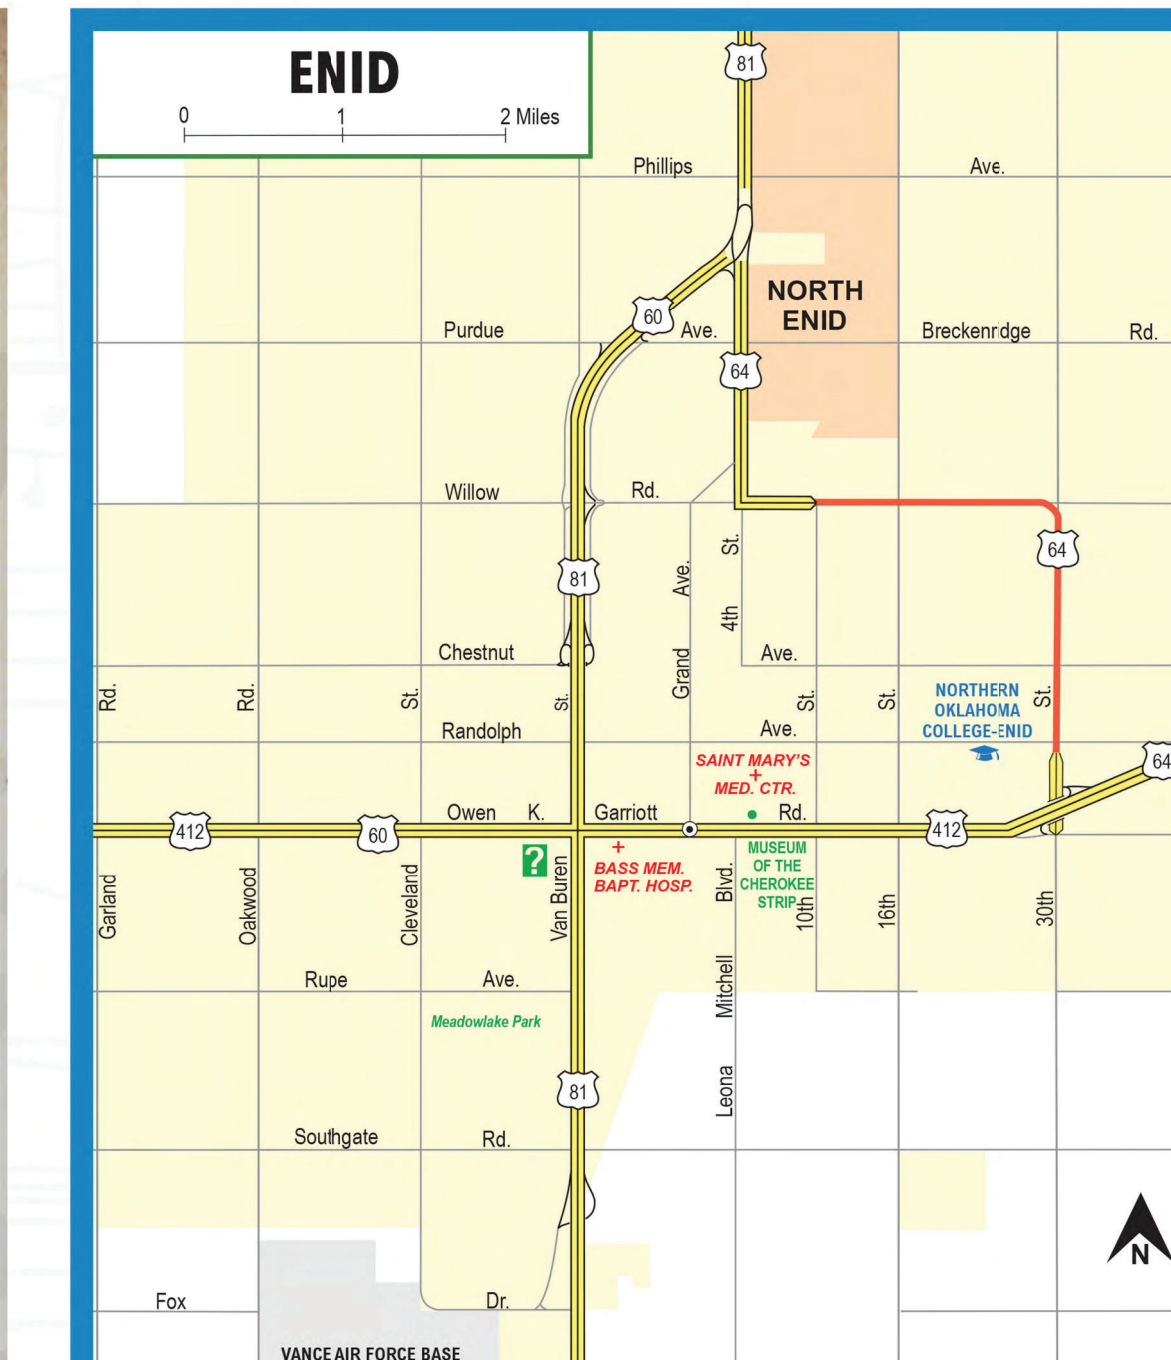 ENID
0 1 2 Miles
81
Phillips Ave.
NORTH
ENID
60
Purdue Ave. Breckenridge Rd.
64
Willow Rd.
St.
64
81
Ave.
4th
Chestnut Ave.
Grand
Rd. Rd. St. St. St. St. St.
NORTHERN
OKLAHOMA
COLLEGE-ENID
Randolph Ave.
SAINT MARY'S
MED. CTR.
64
Owen K. Garriott Rd.
412 60 412
?
BASS MEM.
BAPT. HOSP.
MUSEUM
OF THE
CHEROKEE
STRIP
Garland Oakwood Cleveland Van Buren Blvd. 10th 16th 30th
Rupe Ave.
Mitchell
Meadowlake Park
81
Leona
Southgate Rd.
N
Fox Dr.
VANCE AIR FORCE BASE